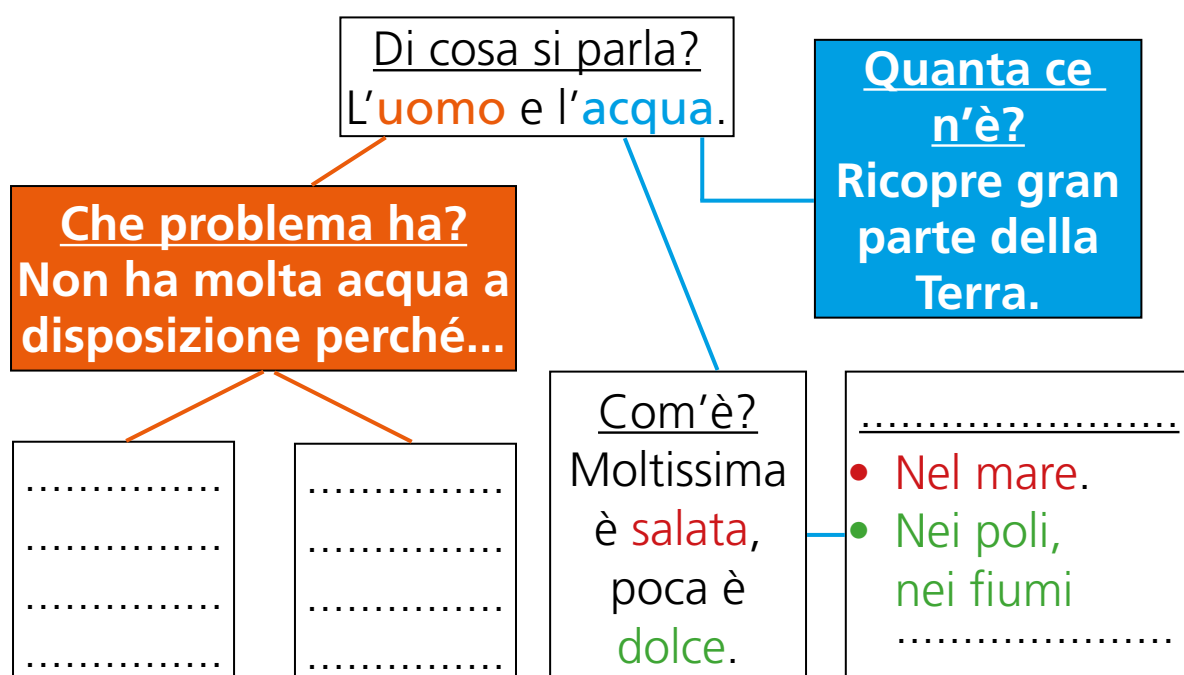 Di cosa si parla?
L'uomo e l'acqua.
Quanta ce
n'è?
Ricopre gran
parte della
Terra.
Che problema ha?
Non ha molta acqua a
disposizione perché...
...............
...............
...............
...............
...............
...............
...............
...............
Com'è?
Moltissima
è salata,
poca è
dolce.
........................
• Nel mare.
• Nei poli,
nei fiumi
.....................